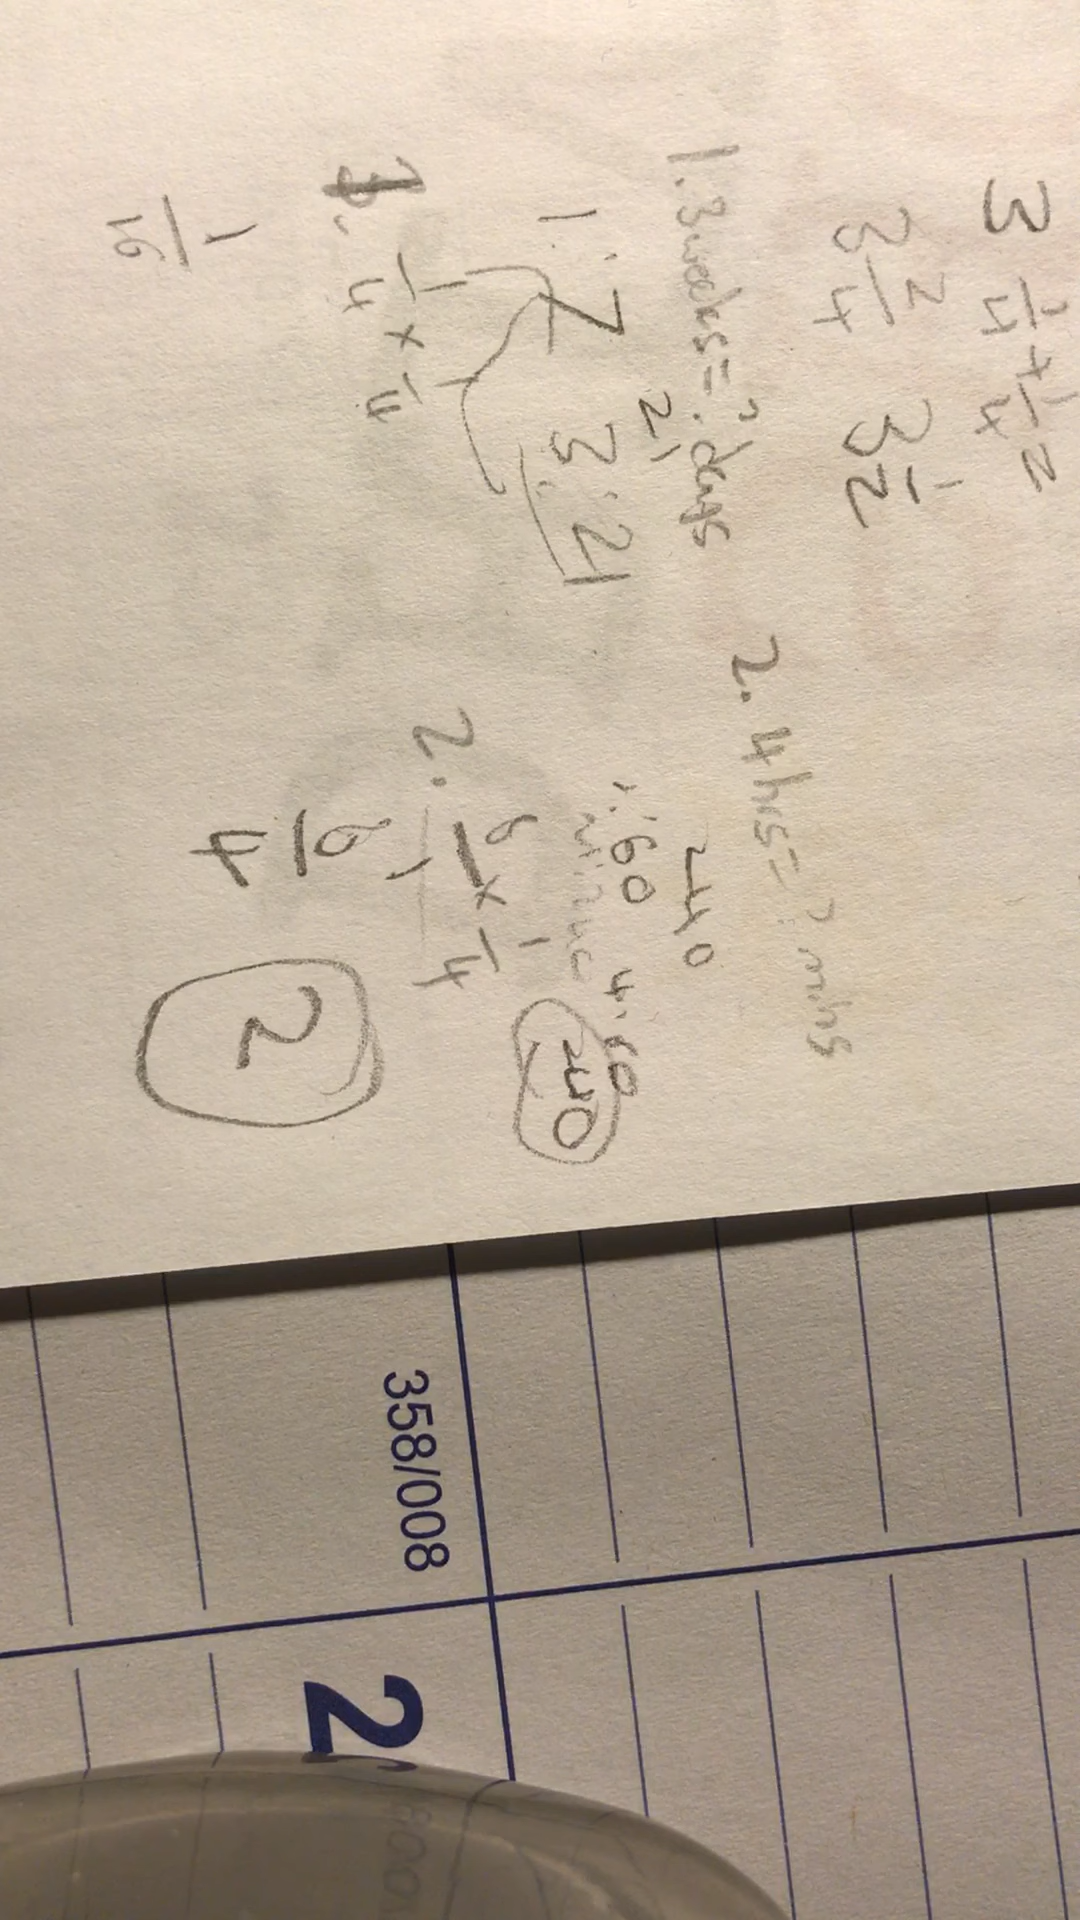 3 1/4 + 1/4 =
3 2/4 3 1/2
1. 3 weeks = ? days
21
1:7
3:21
2. 4 hrs = ? mins
240
1:60
4:60
240
1. 1/4 × 1/4
1/16
2. 8/1 × 1/4
8/4
2
358/008
2